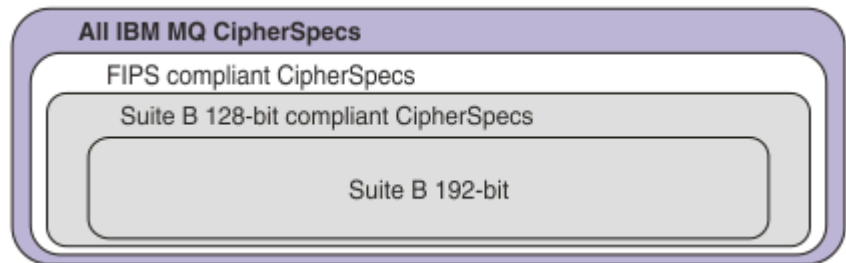 All IBM MQ CipherSpecs
FIPS compliant CipherSpecs
Suite B 128-bit compliant CipherSpecs
Suite B 192-bit